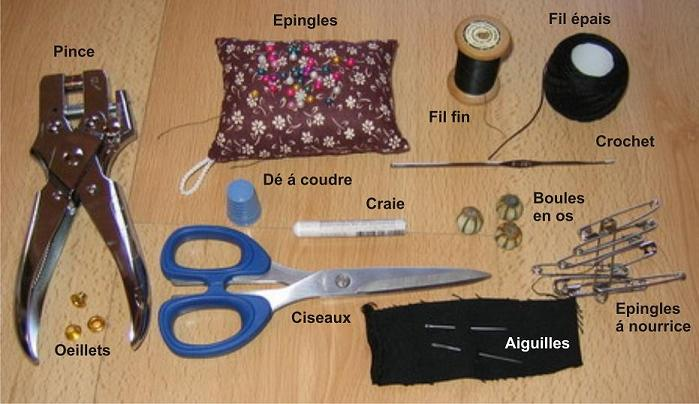 Epingles
Fil épais
Pince
Fil fin
Crochet
Dé á coudre
Craie
Boules
en os
Ciseaux
Epingles
á nourrice
Aiguilles
Oeillets